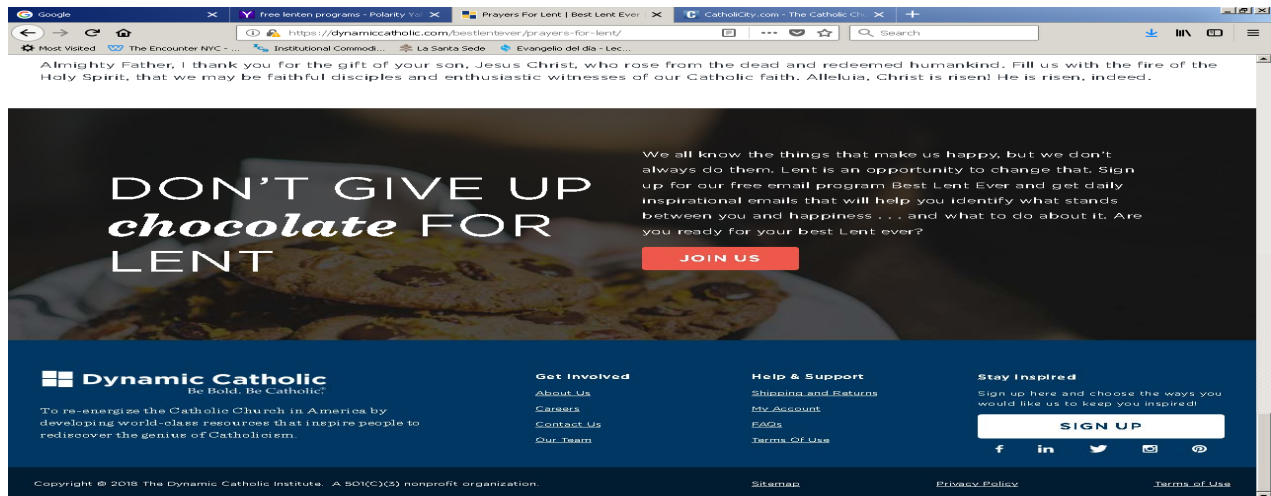 Google
free lenten programs - Polarity Ya
Prayers For Lent | Best Lent Ever
CatholiCity.com - The Catholic Ch
https://dynamiccatholic.com/bestlentever/prayers-for-lent/
Search
Most Visited
The Encounter NYC - ...
Institutional Commodi...
La Santa Sede
Evangelio del día - Lec...
Almighty Father, I thank you for the gift of your son, Jesus Christ, who rose from the dead and redeemed humankind. Fill us with the fire of the
Holy Spirit, that we may be faithful disciples and enthusiastic witnesses of our Catholic faith. Alleluia, Christ is risen! He is risen, indeed.
DON'T GIVE UP
chocolate FOR
LENT
We all know the things that make us happy, but we don't
always do them. Lent is an opportunity to change that. Sign
up for our free email program Best Lent Ever and get daily
inspirational emails that will help you identify what stands
between you and happiness . . . and what to do about it. Are
you ready for your best Lent ever?
JOIN US
Dynamic Catholic
Be Bold. Be Catholic.®
To re-energize the Catholic Church in America by
developing world-class resources that inspire people to
rediscover the genius of Catholicism.
Get Involved
About Us
Careers
Contact Us
Our Team
Help & Support
Shipping and Returns
My Account
FAQs
Terms Of Use
Stay Inspired
Sign up here and choose the ways you
would like us to keep you inspired!
SIGN UP
Copyright © 2018 The Dynamic Catholic Institute. A 501(C)(3) nonprofit organization.
Sitemap
Privacy Policy
Terms of Use